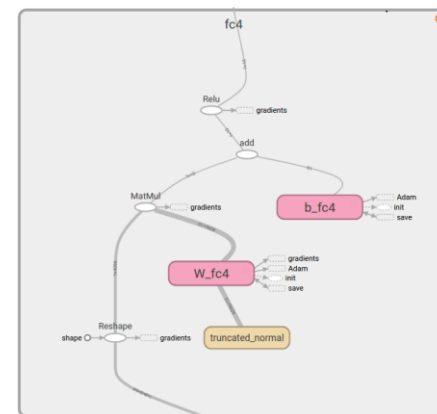 fc4
Relu
gradients
add
MatMul
gradients
b_fc4
Adam
init
save
W_fc4
gradients
Adam
init
save
Reshape
shape
gradients
truncated_normal